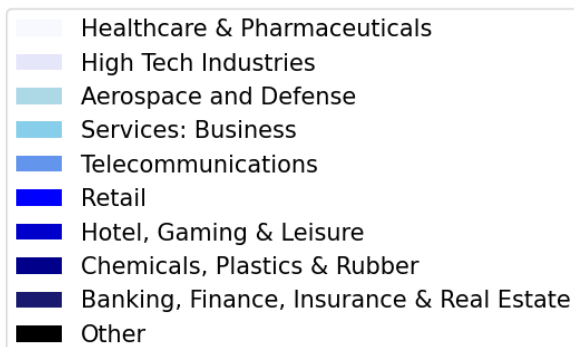 Healthcare & Pharmaceuticals
High Tech Industries
Aerospace and Defense
Services: Business
Telecommunications
Retail
Hotel, Gaming & Leisure
Chemicals, Plastics & Rubber
Banking, Finance, Insurance & Real Estate
Other